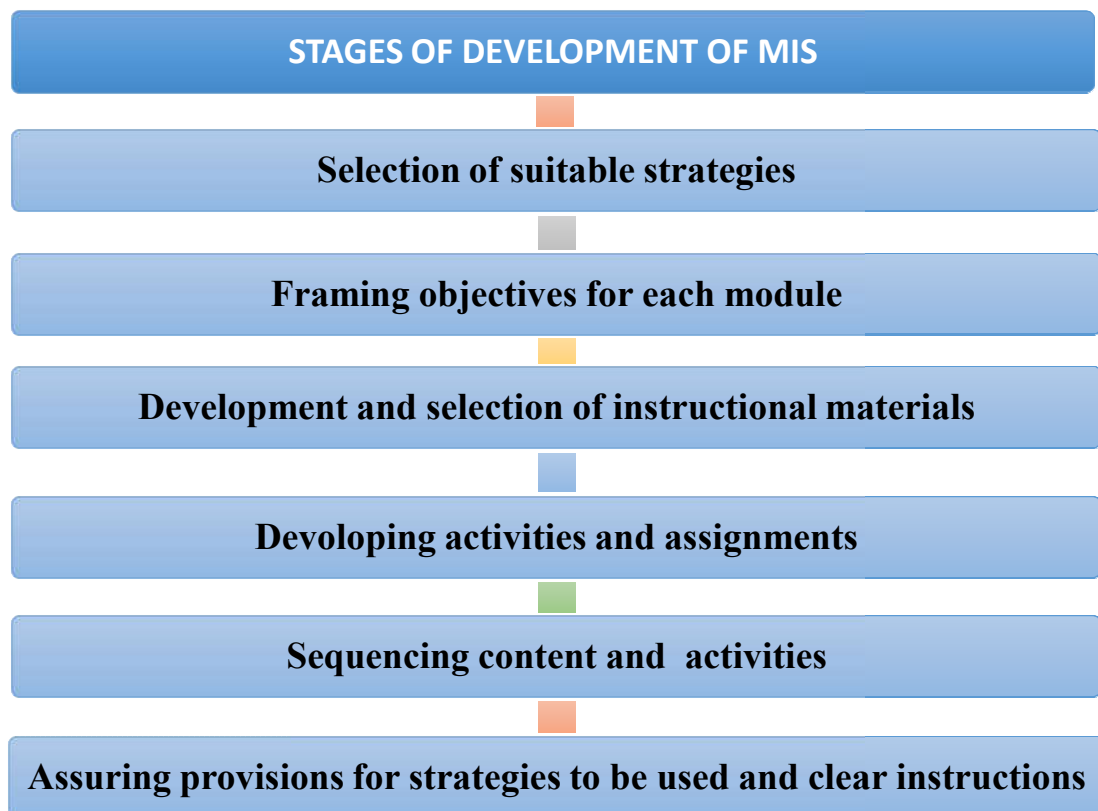 STAGES OF DEVELOPMENT OF MIS
Selection of suitable strategies
Framing objectives for each module
Development and selection of instructional materials
Devoloping activities and assignments
Sequencing content and  activities
Assuring provisions for strategies to be used and clear instructions